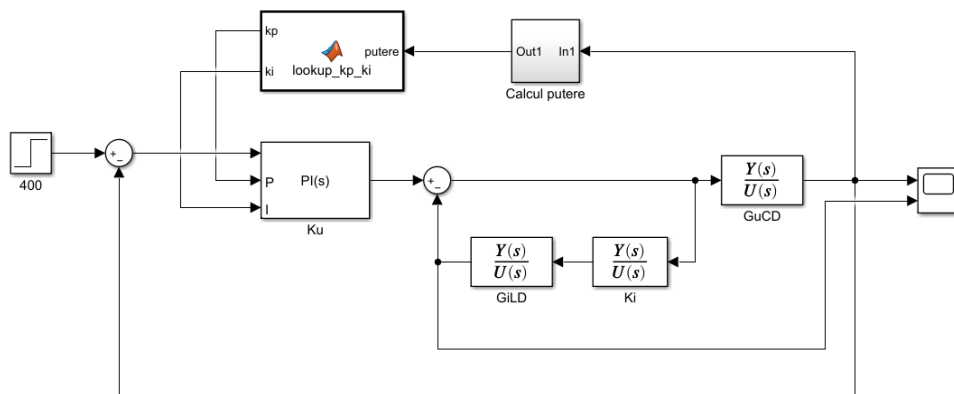 kp
ki
putere
lookup_kp_ki
Out1
In1
Calcul putere
400
+
−
P
I
PI(s)
Ku
+
−
Y(s)
U(s)
GuCD
Y(s)
U(s)
GiLD
Y(s)
U(s)
Ki